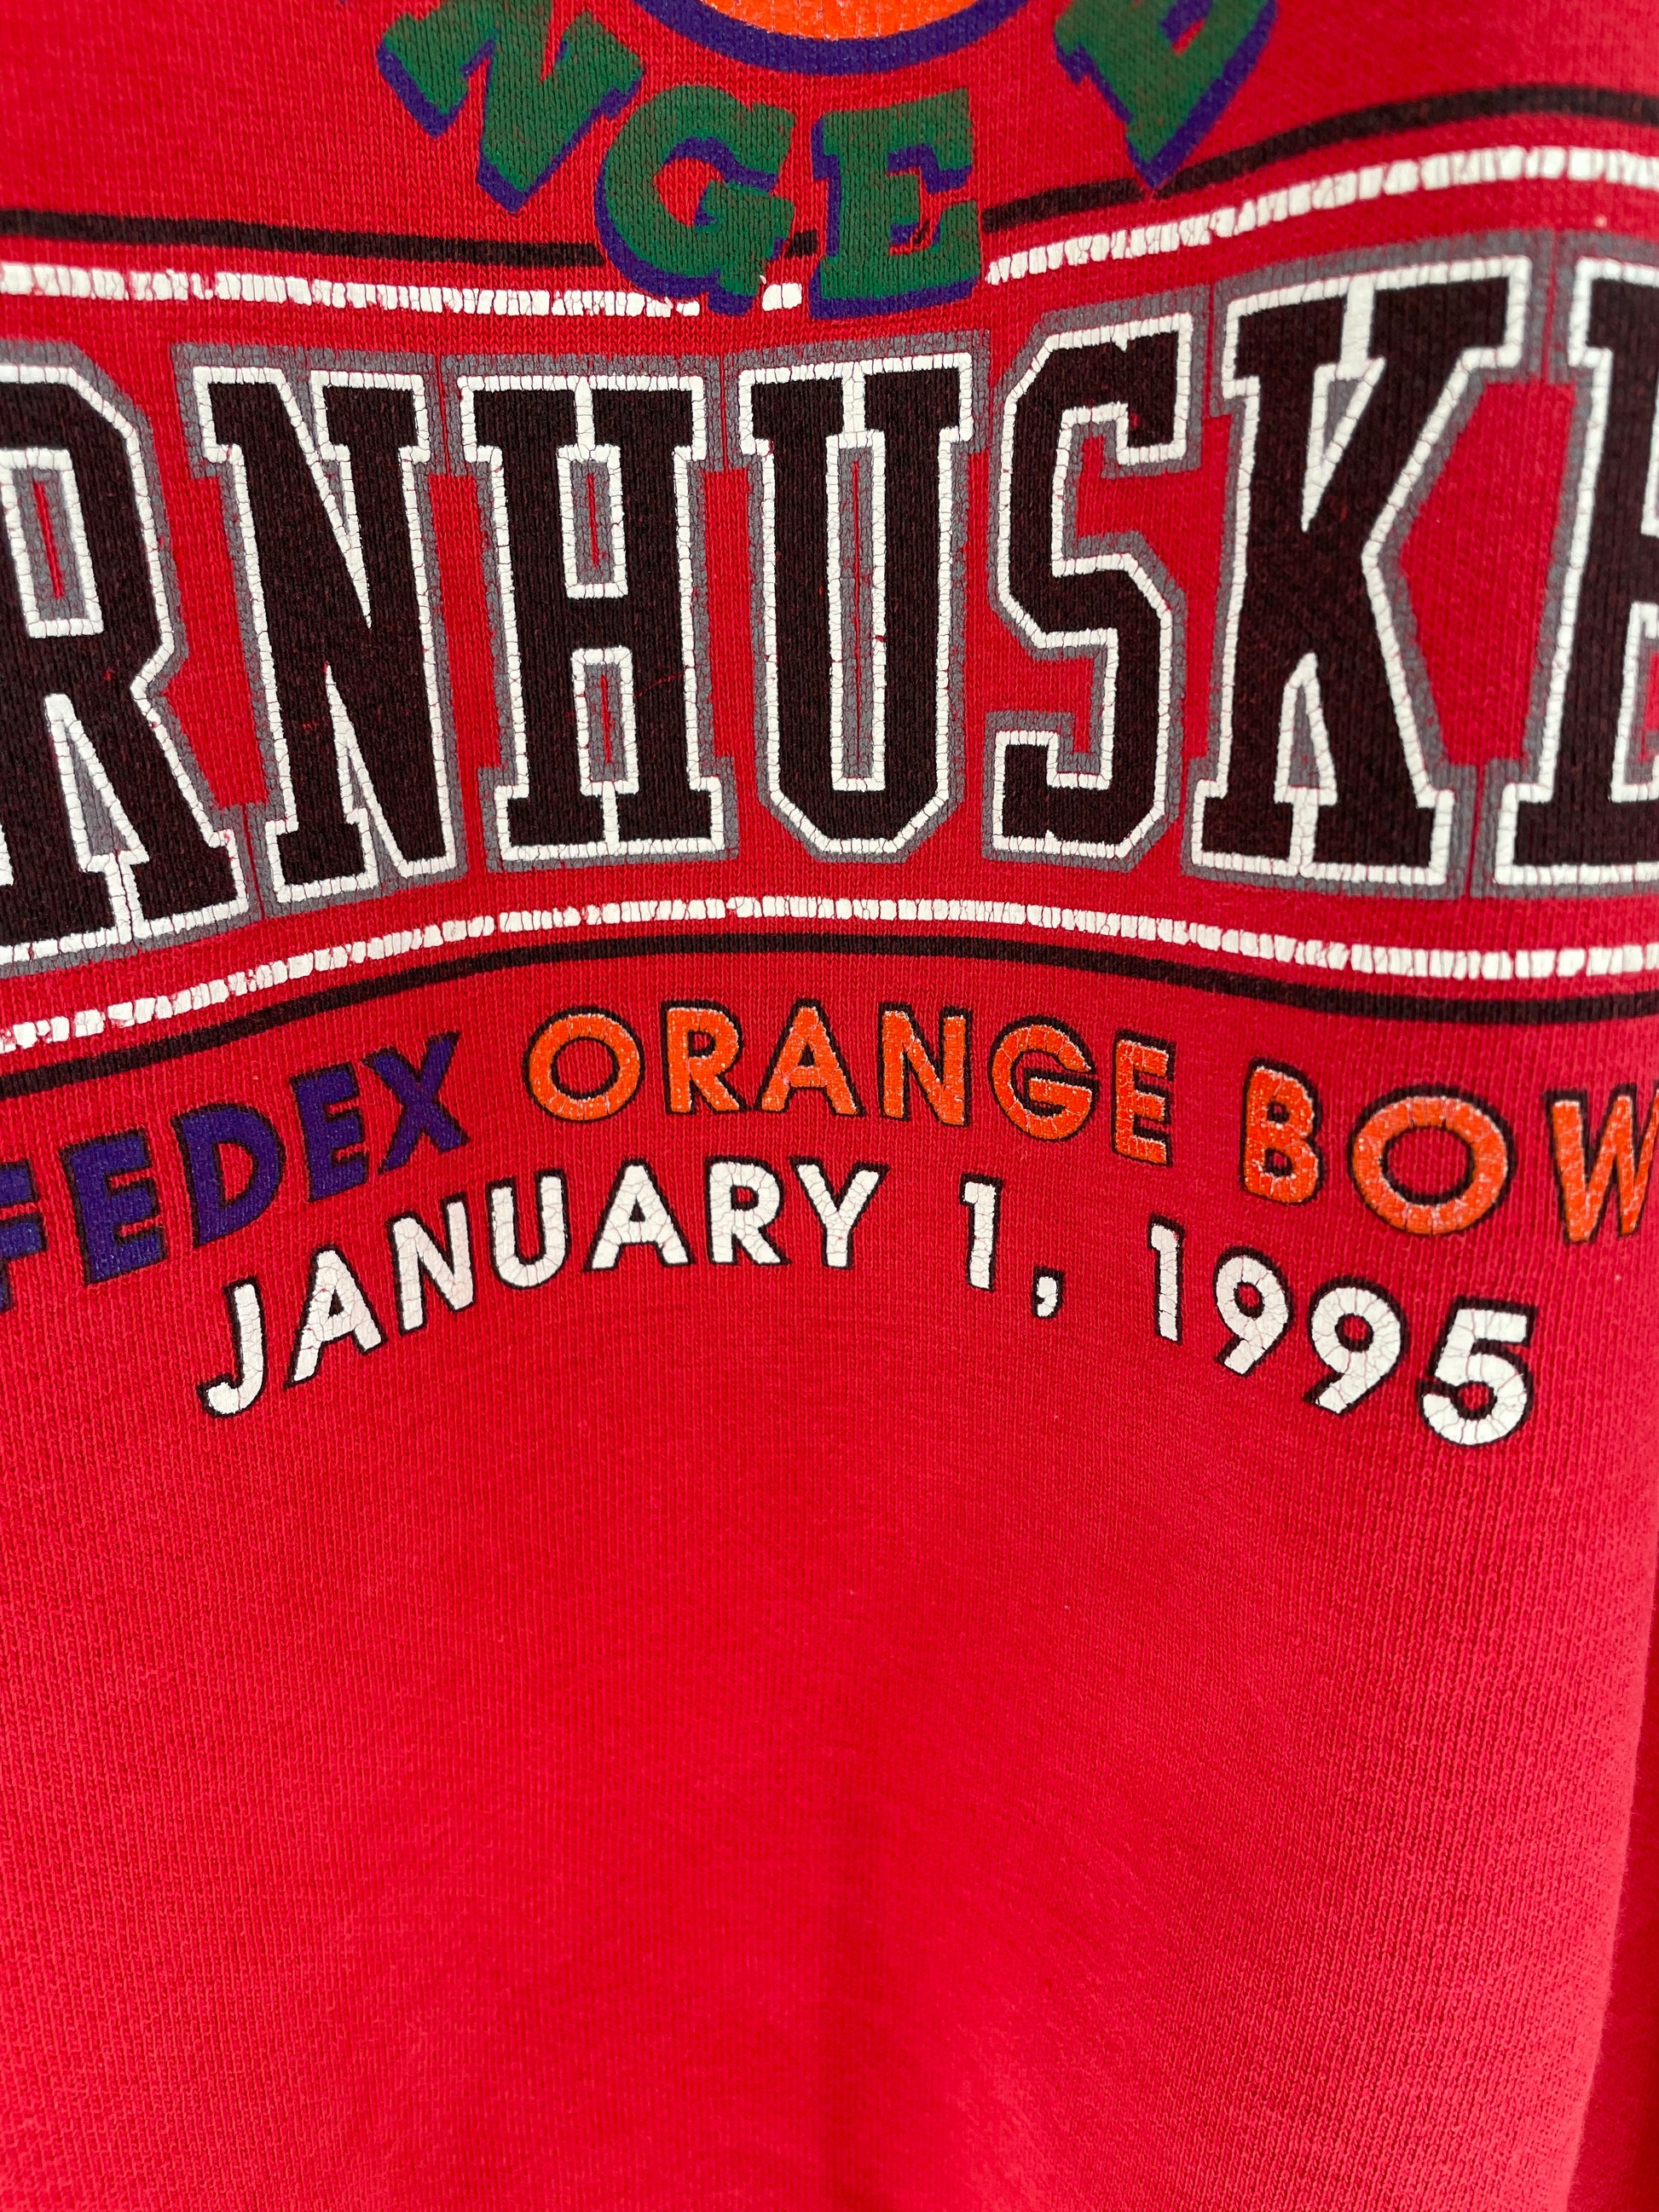 NGE B
RNHUSKE
FEDEX ORANGE BOW
JANUARY 1, 1995